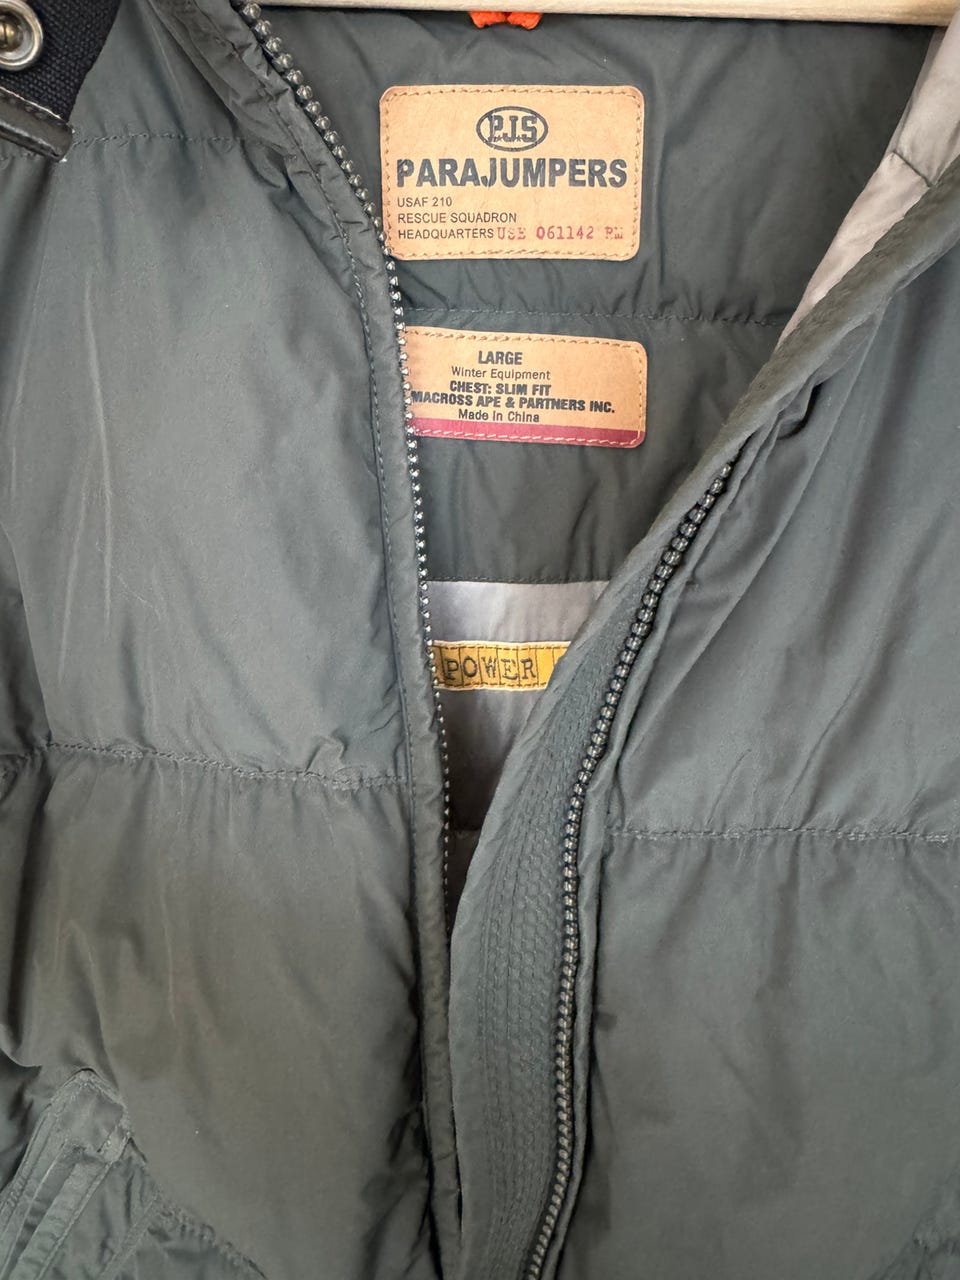 PJS
PARAJUMPERS
USAF 210
RESCUE SQUADRON
HEADQUARTERS USE 061142 RM
LARGE
Winter Equipment
CHEST: SLIM FIT
MACROSS APE & PARTNERS INC.
Made in China
POWER